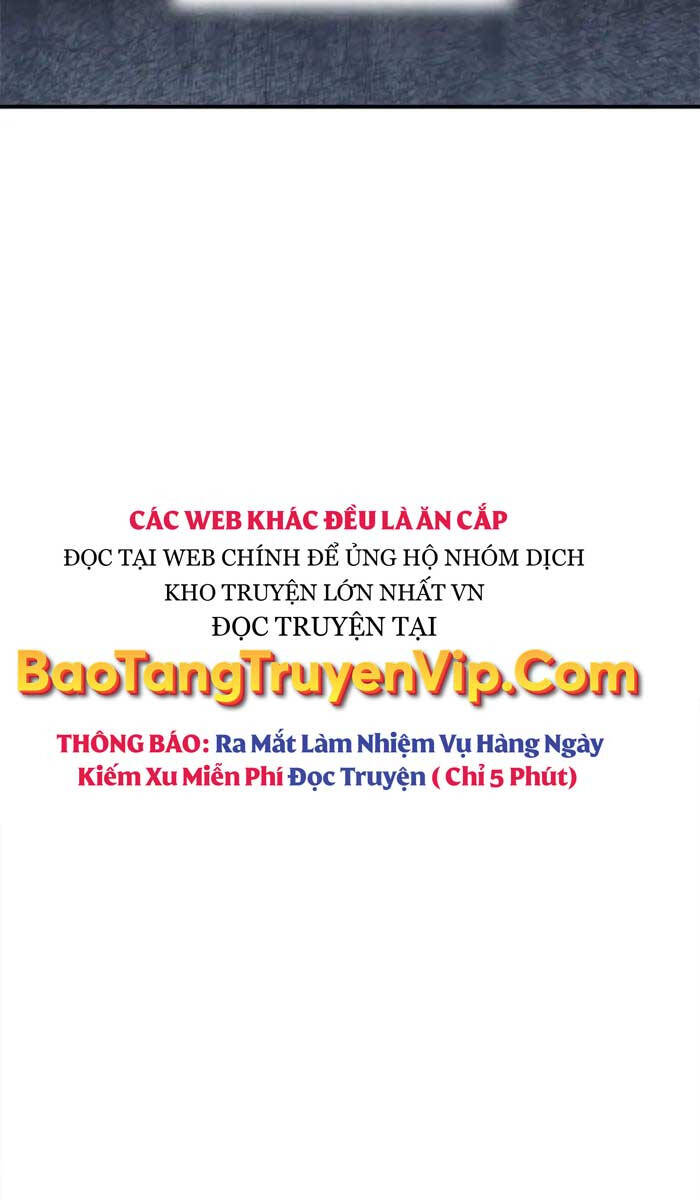 CÁC WEB KHÁC ĐỀU LÀ ĂN CẮP
ĐỌC TẠI WEB CHÍNH ĐỂ ỦNG HỘ NHÓM DỊCH
KHO TRUYỆN LỚN NHẤT VN
ĐỌC TRUYỆN TẠI
BaoTangTruyenVip.Com
THÔNG BÁO: Ra Mắt Làm Nhiệm Vụ Hàng Ngày
Kiếm Xu Miễn Phí Đọc Truyện ( Chỉ 5 Phút)